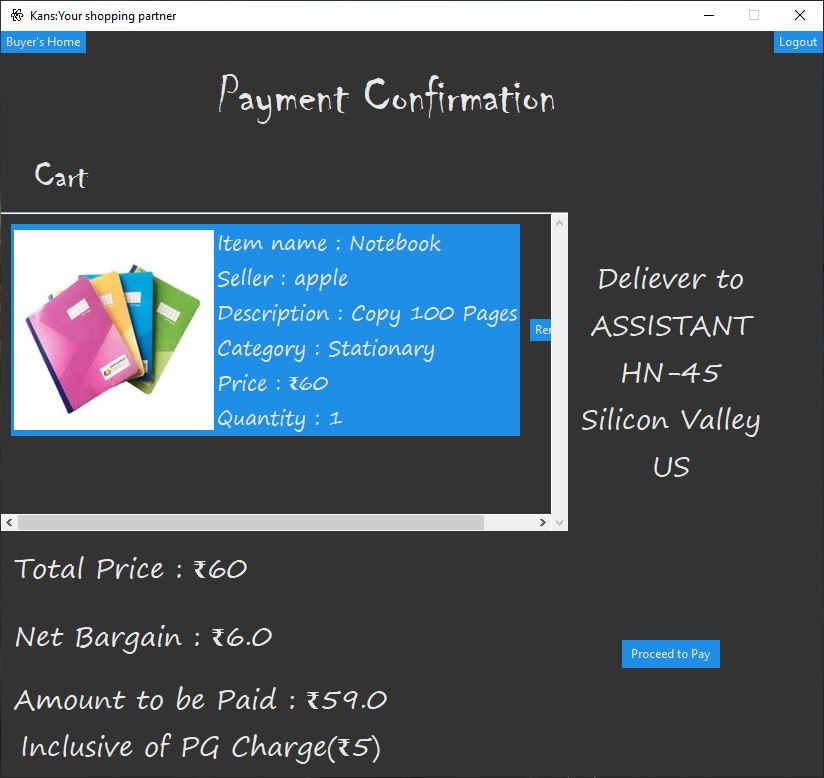 Kans:Your shopping partner
Buyer's Home
Logout
Payment Confirmation
Cart
Item name : Notebook
Seller : apple
Description : Copy 100 Pages
Category : Stationary
Price : ₹60
Quantity : 1
Deliever to
ASSISTANT
HN-45
Silicon Valley
US
Total Price : ₹60
Net Bargain : ₹6.0
Proceed to Pay
Amount to be Paid : ₹59.0
Inclusive of PG Charge(₹5)